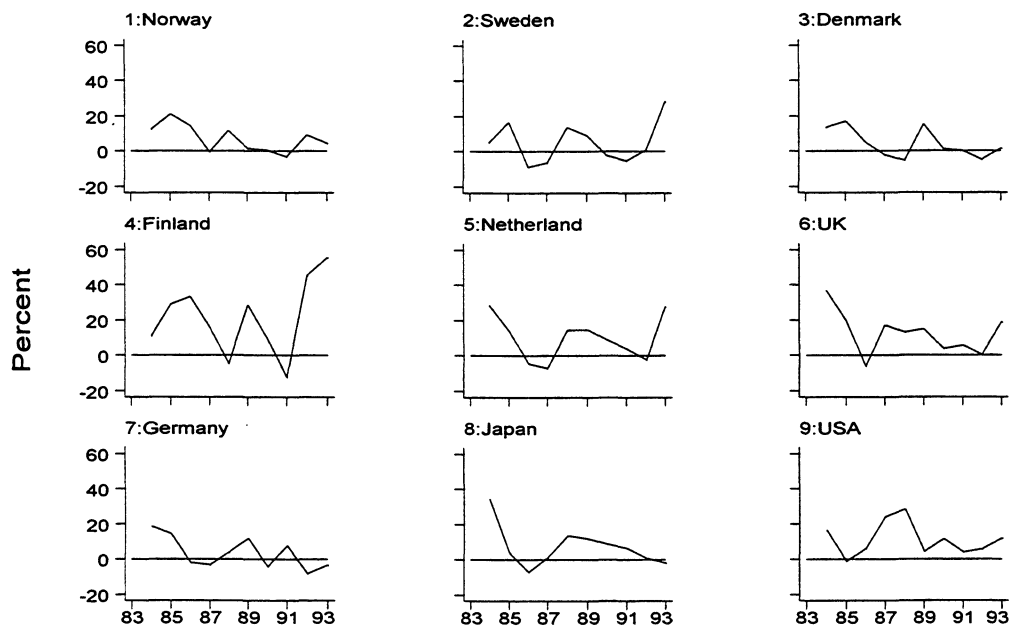 Percent
1:Norway
60
40
20
0
-20
2:Sweden
3:Denmark
4:Finland
60
40
20
0
-20
5:Netherland
6:UK
7:Germany
60
40
20
0
-20
83 85 87 89 91 93
8:Japan
83 85 87 89 91 93
9:USA
83 85 87 89 91 93